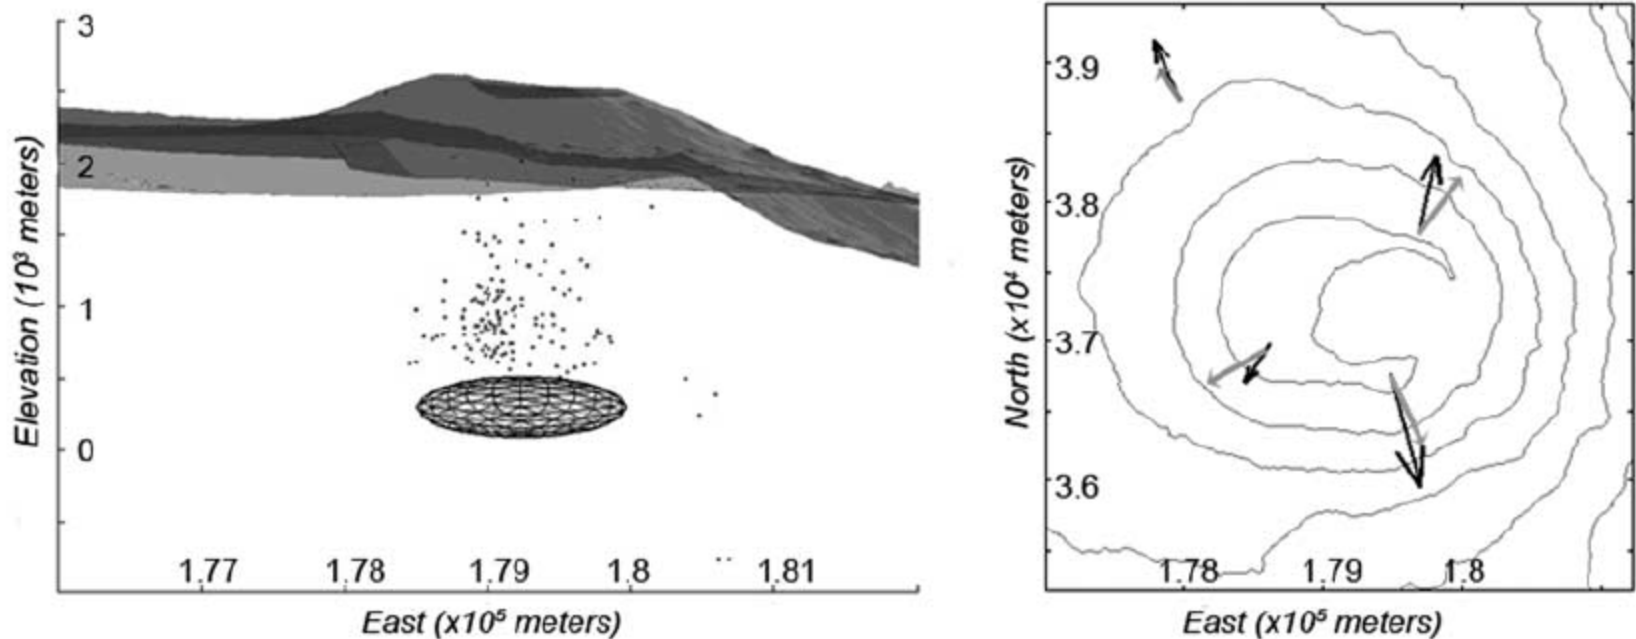 3
2
1
0
Elevation (10³ meters)
1.77 1.78 1.79 1.8 1.81
East (x10⁵ meters)
3.9
3.8
3.7
3.6
North (x10⁴ meters)
1.78 1.79 1.8
East (x10⁵ meters)